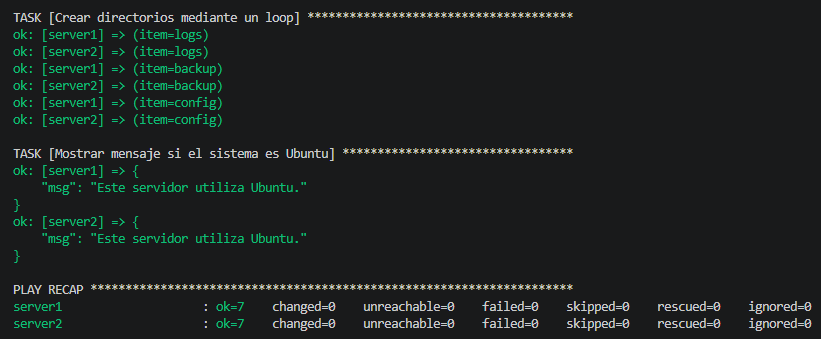 TASK [Crear directorios mediante un loop] **************************************
ok: [server1] => (item=logs)
ok: [server2] => (item=logs)
ok: [server1] => (item=backup)
ok: [server2] => (item=backup)
ok: [server1] => (item=config)
ok: [server2] => (item=config)
TASK [Mostrar mensaje si el sistema es Ubuntu] *********************************
ok: [server1] => {
    "msg": "Este servidor utiliza Ubuntu."
}
ok: [server2] => {
    "msg": "Este servidor utiliza Ubuntu."
}
PLAY RECAP *********************************************************************
server1                    : ok=7    changed=0    unreachable=0    failed=0    skipped=0    rescued=0    ignored=0
server2                    : ok=7    changed=0    unreachable=0    failed=0    skipped=0    rescued=0    ignored=0